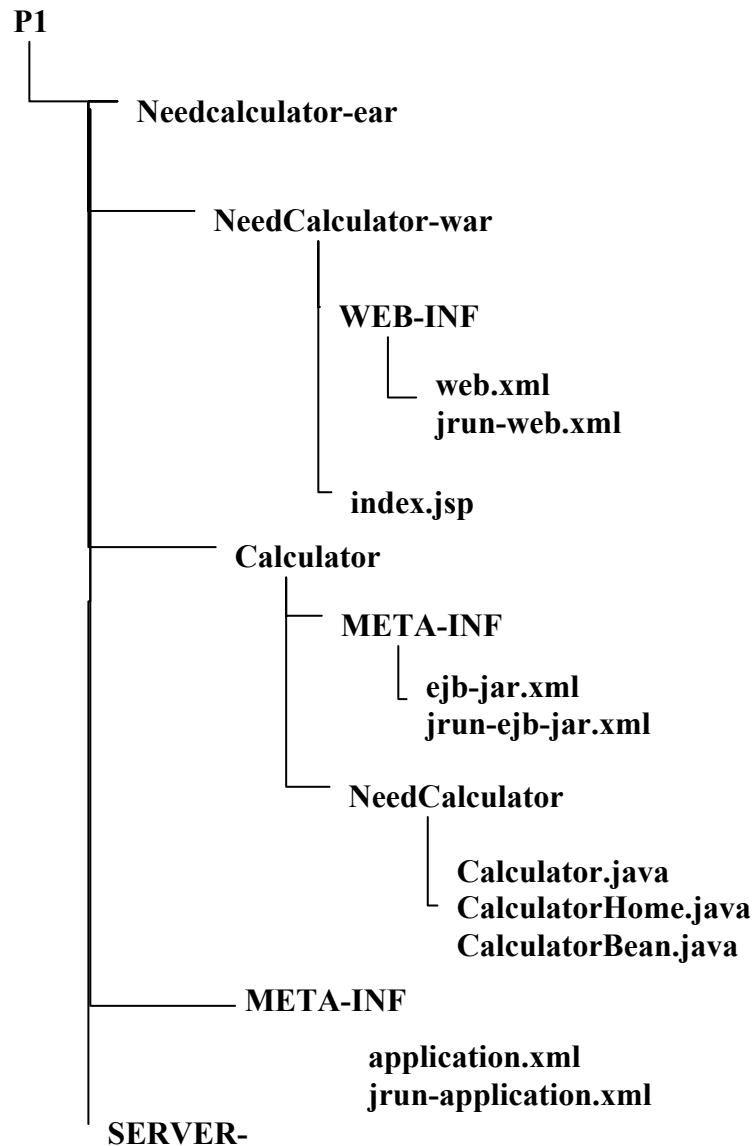 P1
Needcalculator-ear
NeedCalculator-war
WEB-INF
web.xml
jrun-web.xml
index.jsp
Calculator
META-INF
ejb-jar.xml
jrun-ejb-jar.xml
NeedCalculator
Calculator.java
CalculatorHome.java
CalculatorBean.java
META-INF
application.xml
jrun-application.xml
SERVER-